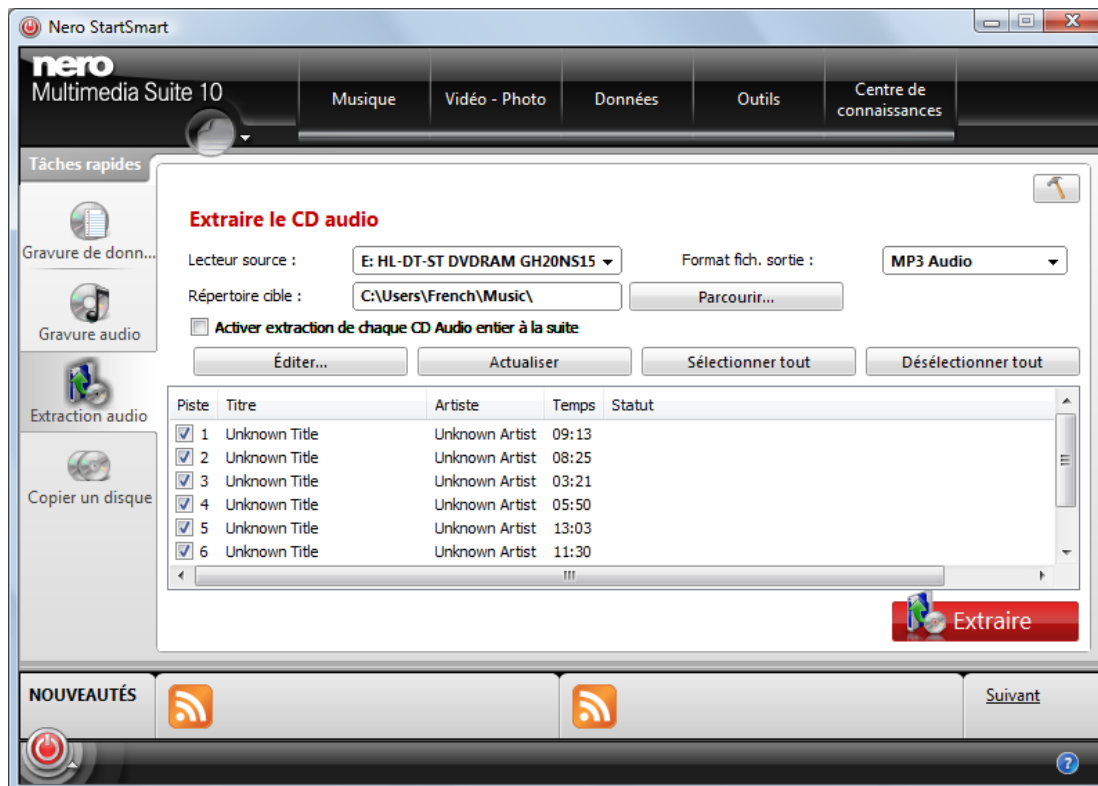 Nero StartSmart
nero
Multimedia Suite 10
Musique
Vidéo - Photo
Données
Outils
Centre de
connaissances
Tâches rapides
Gravure de donn...
Gravure audio
Extraction audio
Copier un disque
Extraire le CD audio
Lecteur source :
E: HL-DT-ST DVDRAM GH20NS15
Format fich. sortie :
MP3 Audio
Répertoire cible :
C:\Users\French\Music\
Parcourir...
Activer extraction de chaque CD Audio entier à la suite
Éditer...
Actualiser
Sélectionner tout
Désélectionner tout
Piste Titre Artiste Temps Statut
1 Unknown Title Unknown Artist 09:13
2 Unknown Title Unknown Artist 08:25
3 Unknown Title Unknown Artist 03:21
4 Unknown Title Unknown Artist 05:50
5 Unknown Title Unknown Artist 13:03
6 Unknown Title Unknown Artist 11:30
Extraire
NOUVEAUTÉS
Suivant
?